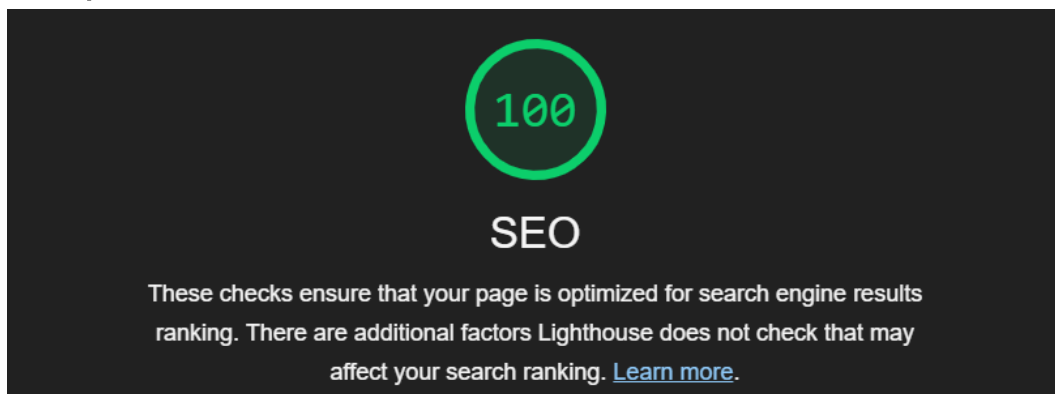 100
SEO
These checks ensure that your page is optimized for search engine results
ranking. There are additional factors Lighthouse does not check that may
affect your search ranking. Learn more.